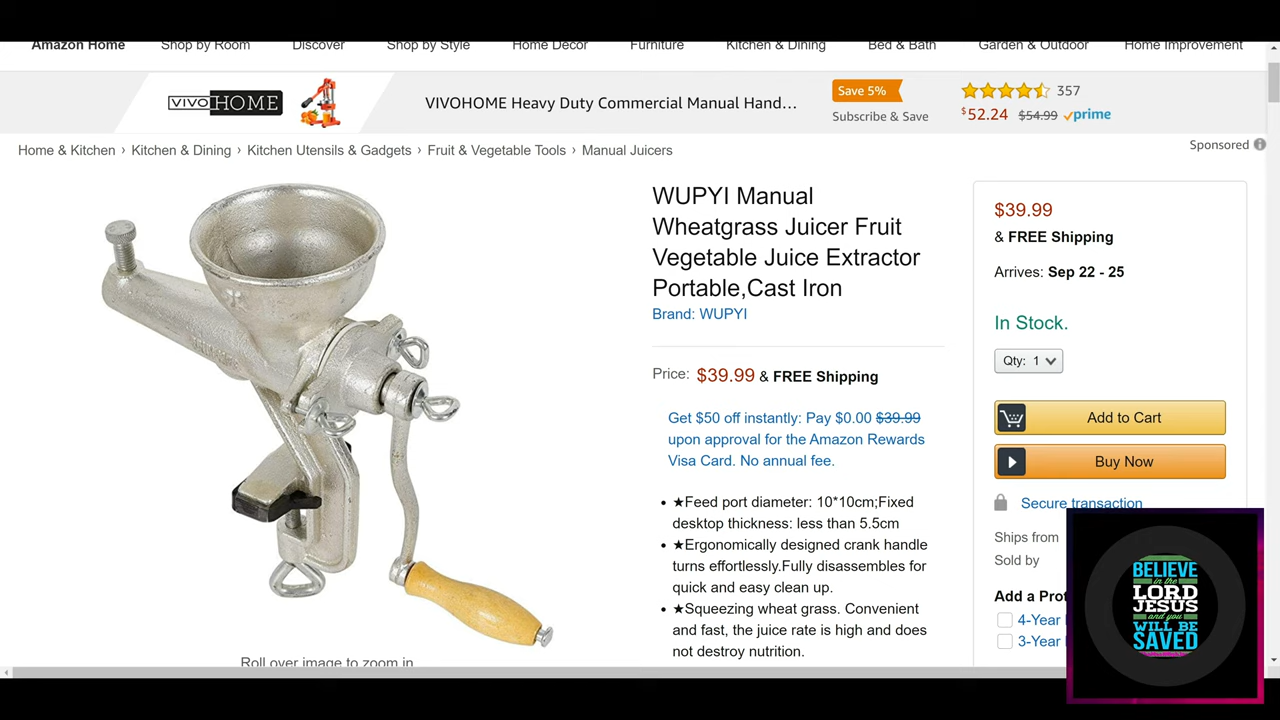 Amazon Home Shop by Room Discover Shop by Style Home Decor Furniture Kitchen & Dining Bed & Bath Garden & Outdoor Home Improvement
VIVOHOME
VIVOHOME Heavy Duty Commercial Manual Hand...
Save 5%
Subscribe & Save
357
$52.24 $54.99 prime
Sponsored
Home & Kitchen › Kitchen & Dining › Kitchen Utensils & Gadgets › Fruit & Vegetable Tools › Manual Juicers
WUPYI Manual
Wheatgrass Juicer Fruit
Vegetable Juice Extractor
Portable,Cast Iron
Brand: WUPYI
Price: $39.99 & FREE Shipping
Get $50 off instantly: Pay $0.00 $39.99
upon approval for the Amazon Rewards
Visa Card. No annual fee.
• ★Feed port diameter: 10*10cm;Fixed
desktop thickness: less than 5.5cm
• ★Ergonomically designed crank handle
turns effortlessly.Fully disassembles for
quick and easy clean up.
• ★Squeezing wheat grass. Convenient
and fast, the juice rate is high and does
not destroy nutrition.
Roll over image to zoom in
$39.99
& FREE Shipping
Arrives: Sep 22 - 25
In Stock.
Qty: 1
Add to Cart
Buy Now
Secure transaction
Ships from
Sold by
Add a Prot
4-Year
3-Year
BELIEVE
in the
LORD
JESUS
and you
WILL BE
SAVED